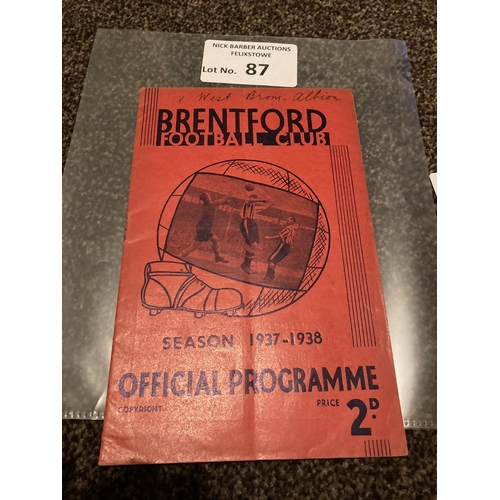 NICK BARBER AUCTIONS
FELIXSTOWE
Lot No. 87
v West Brom. Albion
BRENTFORD
FOOTBALL CLUB
SEASON 1937-1938
OFFICIAL PROGRAMME
COPYRIGHT PRICE 2D.